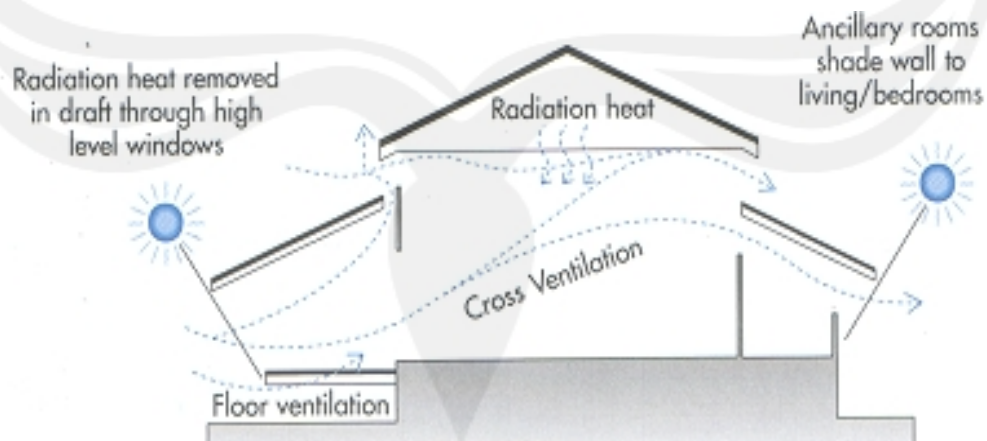 Radiation heat removed
in draft through high
level windows
Radiation heat
Ancillary rooms
shade wall to
living/bedrooms
Cross Ventilation
Floor ventilation